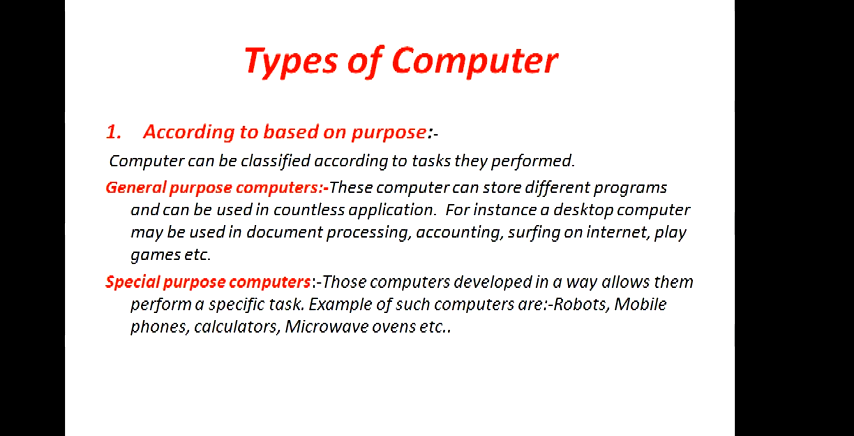 Types of Computer
1. According to based on purpose:-
Computer can be classified according to tasks they performed.
General purpose computers:-These computer can store different programs
and can be used in countless application. For instance a desktop computer
may be used in document processing, accounting, surfing on internet, play
games etc.
Special purpose computers:-Those computers developed in a way allows them
perform a specific task. Example of such computers are:-Robots, Mobile
phones, calculators, Microwave ovens etc..